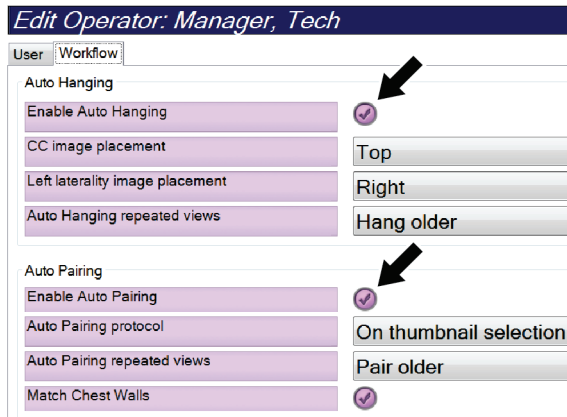 Edit Operator: Manager, Tech
User Workflow
Auto Hanging
Enable Auto Hanging
CC image placement Top
Left laterality image placement Right
Auto Hanging repeated views Hang older
Auto Pairing
Enable Auto Pairing
Auto Pairing protocol On thumbnail selection
Auto Pairing repeated views Pair older
Match Chest Walls